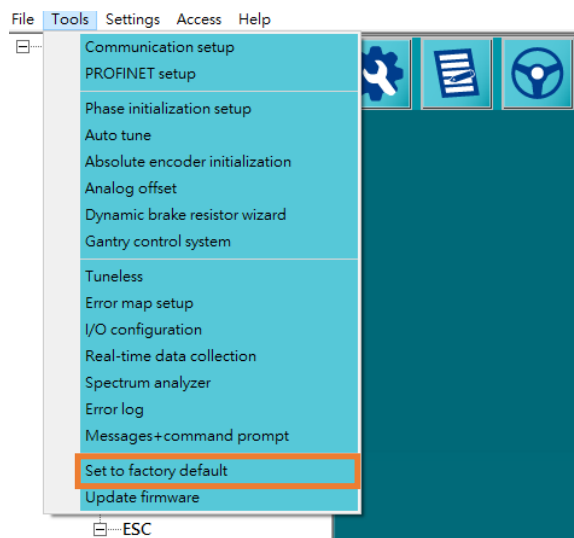 File Tools Settings Access Help
Communication setup
PROFINET setup
Phase initialization setup
Auto tune
Absolute encoder initialization
Analog offset
Dynamic brake resistor wizard
Gantry control system
Tuneless
Error map setup
I/O configuration
Real-time data collection
Spectrum analyzer
Error log
Messages+command prompt
Set to factory default
Update firmware
ESC